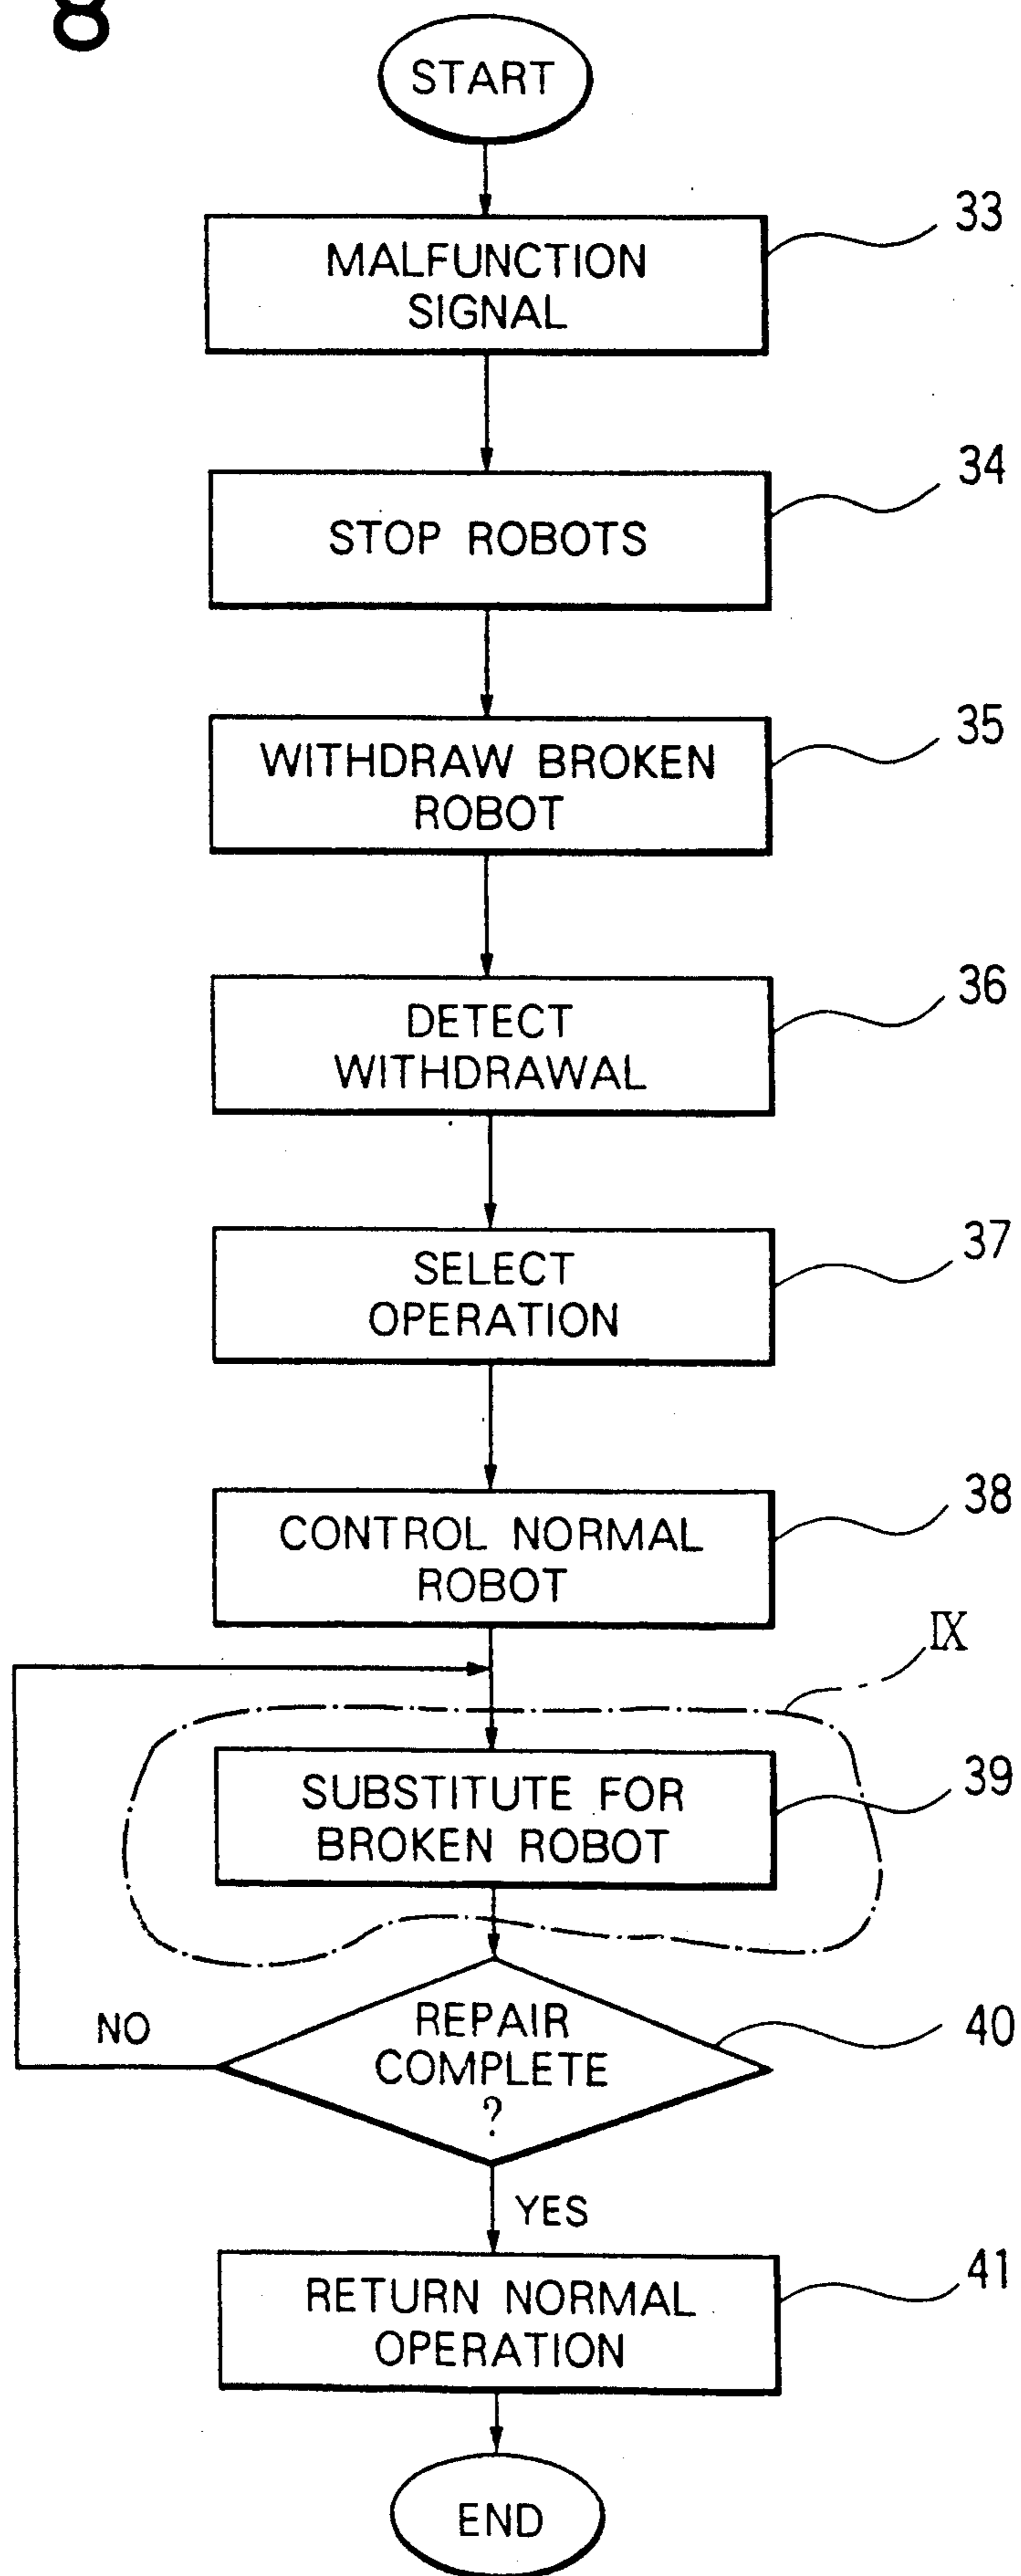 8
START
MALFUNCTION
SIGNAL
33
STOP ROBOTS
34
WITHDRAW BROKEN
ROBOT
35
DETECT
WITHDRAWAL
36
SELECT
OPERATION
37
CONTROL NORMAL
ROBOT
38
IX
SUBSTITUTE FOR
BROKEN ROBOT
39
NO
REPAIR
COMPLETE
?
40
YES
RETURN NORMAL
OPERATION
41
END